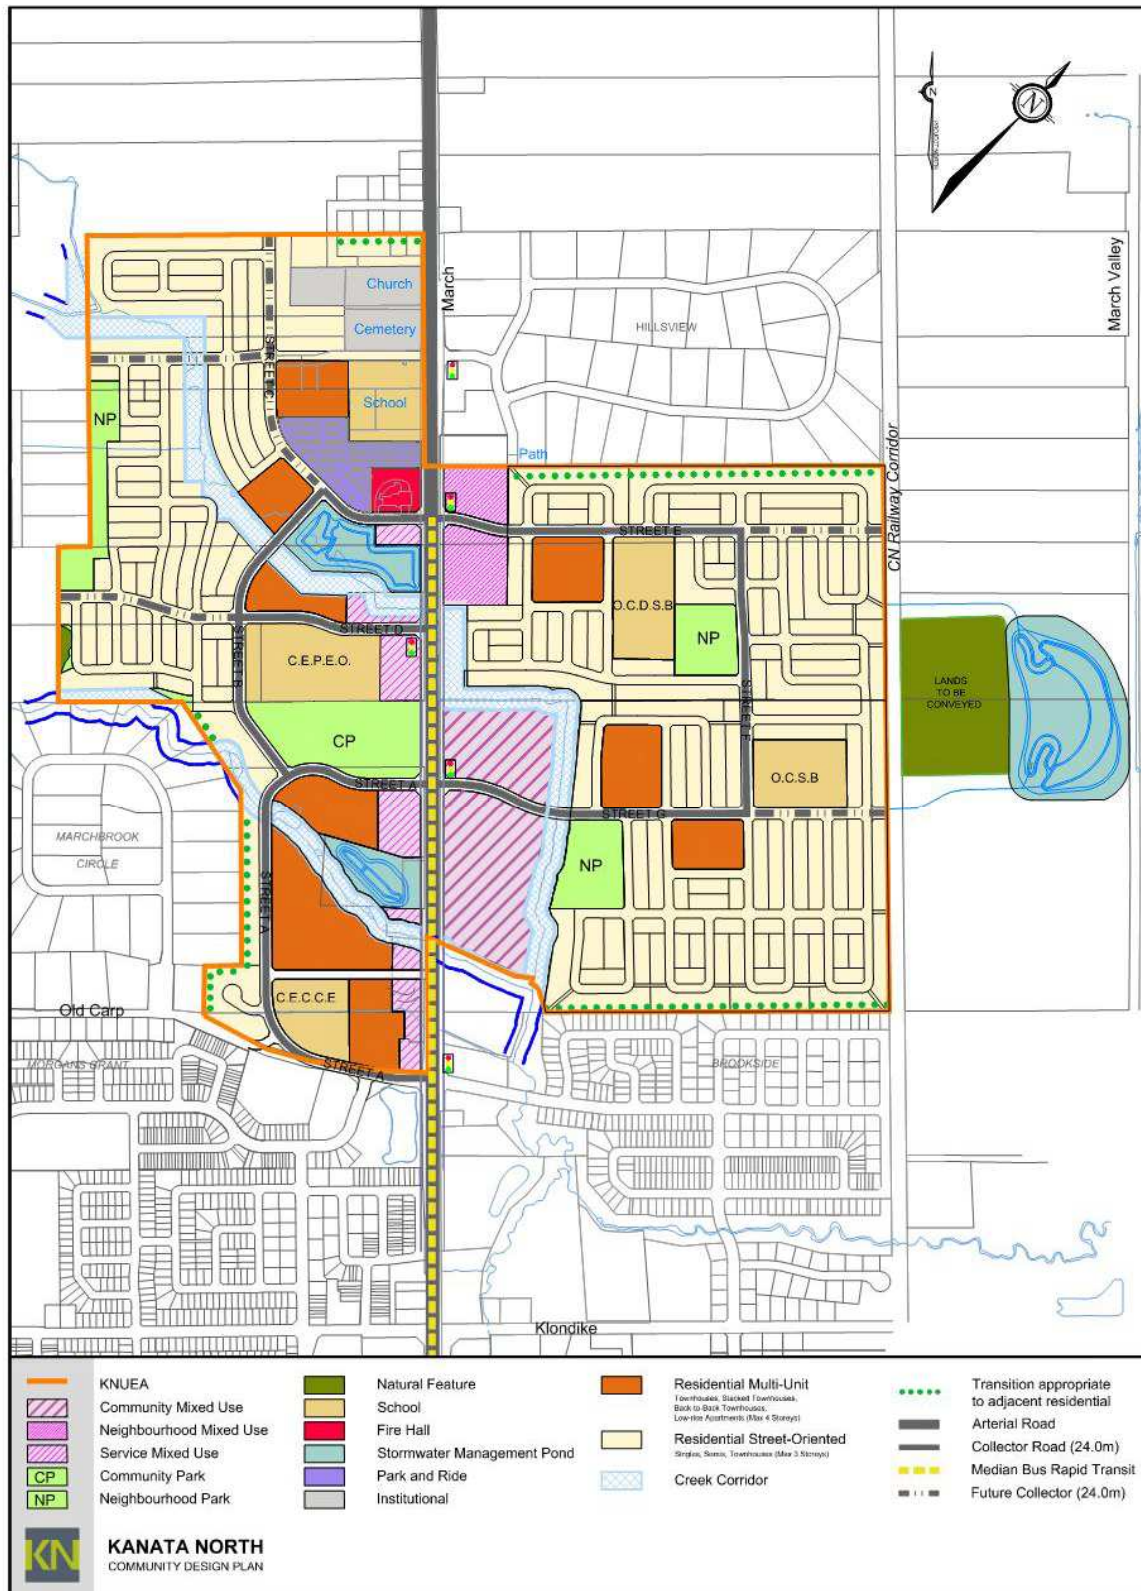 N
March Valley
Church
March
Cemetery
HILLSVIEW
STREET C
School
NP
Path
CN Railway Corridor
STREET E
O.C.D.S.B
STREET D
NP
STREET B
C.E.P.E.O.
LANDS
TO BE
CONVEYED
STREET F
CP
O.C.S.B
STREET A
STREET G
MARCHBROOK
CIRCLE
NP
STREET A
C.E.C.C.E.
Old Carp
MORGANS GRANT
STREET A
BROOKSIDE
Klondike
KNUEA
Community Mixed Use
Neighbourhood Mixed Use
Service Mixed Use
CP Community Park
NP Neighbourhood Park
Natural Feature
School
Fire Hall
Stormwater Management Pond
Park and Ride
Institutional
Residential Multi-Unit
Townhouses, Stacked Townhouses,
Back to Back Townhouses,
Low-rise Apartments (Max 4 Storeys)
Residential Street-Oriented
Singles, Semis, Townhouses (Max 3 Storeys)
Creek Corridor
Transition appropriate
to adjacent residential
Arterial Road
Collector Road (24.0m)
Median Bus Rapid Transit
Future Collector (24.0m)
KN
KANATA NORTH
COMMUNITY DESIGN PLAN